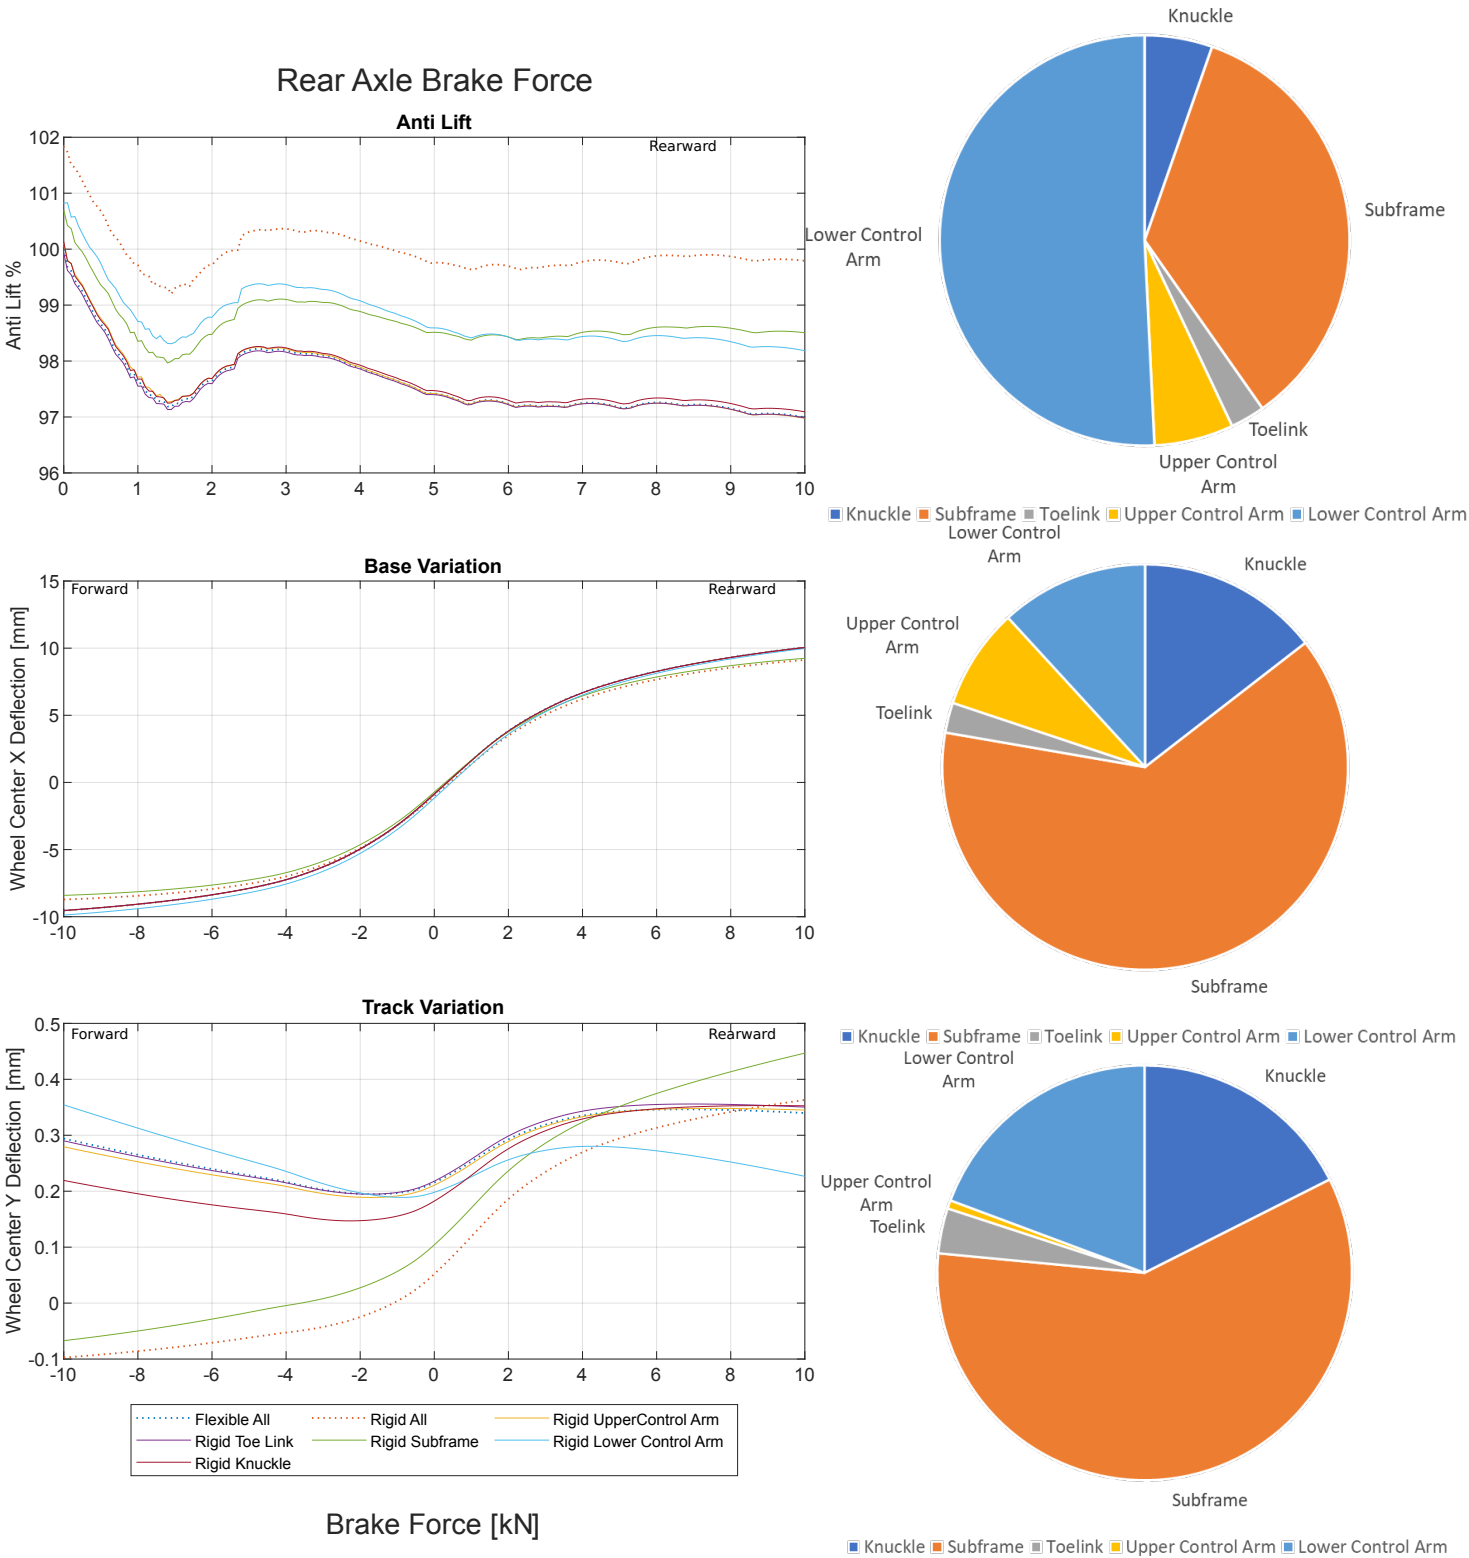 Rear Axle Brake Force
Anti Lift
Rearward
Anti Lift %
102
101
100
99
98
97
96
0 1 2 3 4 5 6 7 8 9 10
Knuckle
Subframe
Lower Control
Arm
Toelink
Upper Control
Arm
Knuckle Subframe Toelink Upper Control Arm Lower Control Arm
Base Variation
Forward
Rearward
Wheel Center X Deflection [mm]
15
10
5
0
-5
-10
-10 -8 -6 -4 -2 0 2 4 6 8 10
Lower Control
Arm
Knuckle
Upper Control
Arm
Toelink
Subframe
Knuckle Subframe Toelink Upper Control Arm Lower Control Arm
Track Variation
Forward
Rearward
Wheel Center Y Deflection [mm]
0.5
0.4
0.3
0.2
0.1
0
-0.1
-10 -8 -6 -4 -2 0 2 4 6 8 10
Lower Control
Arm
Knuckle
Upper Control
Arm
Toelink
Subframe
Knuckle Subframe Toelink Upper Control Arm Lower Control Arm
Flexible All Rigid All Rigid UpperControl Arm
Rigid Toe Link Rigid Subframe Rigid Lower Control Arm
Rigid Knuckle
Brake Force [kN]